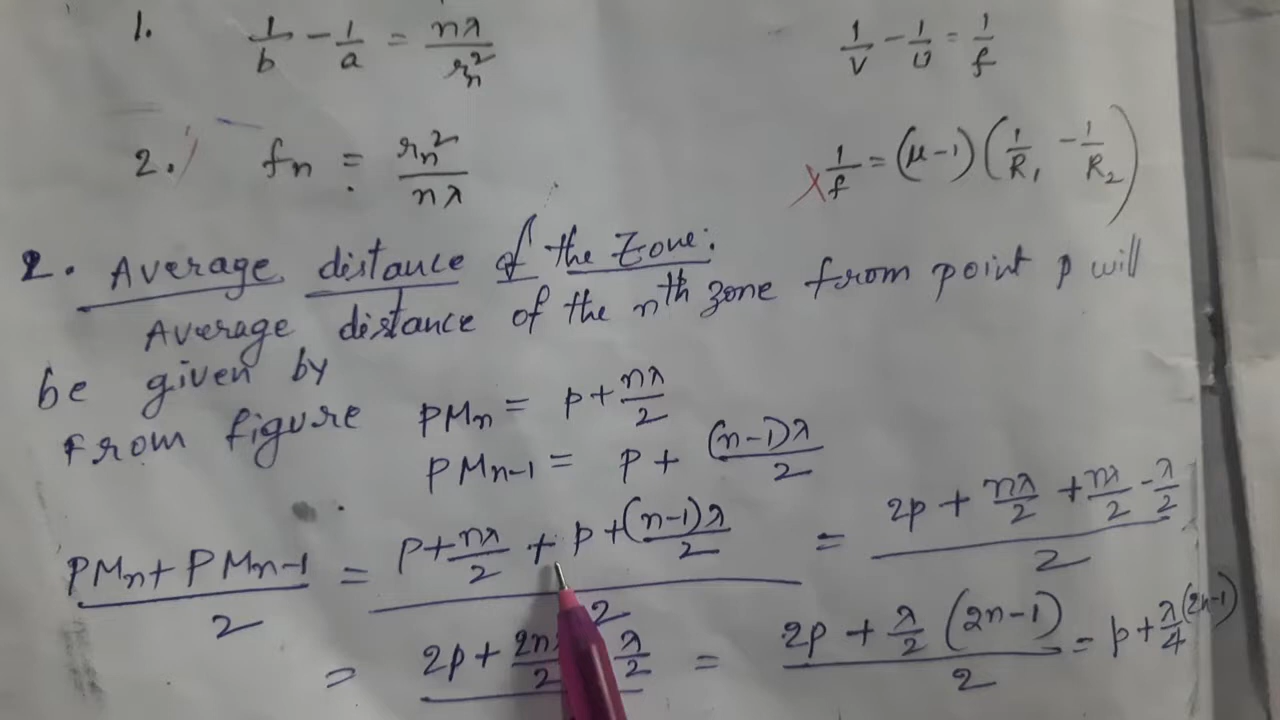 1. 1/b - 1/a = nλ/rn²
1/v - 1/u = 1/f
2. fn = rn²/nλ
x 1/f = (μ-1) (1/R1 - 1/R2)
2. Average distance of the Zone:
Average distance of the nth zone from point p will
be given by
From figure PMn = p + nλ/2
PMn-1 = p + (n-1)λ/2
(PMn + PMn-1)/2 = (p + nλ/2 + p + (n-1)λ/2)/2 = (2p + nλ/2 + nλ/2 - λ/2)/2
= 2p + 2nλ/2 λ/2 = (2p + λ/2 (2n-1))/2 = p + λ/4 (2n-1)